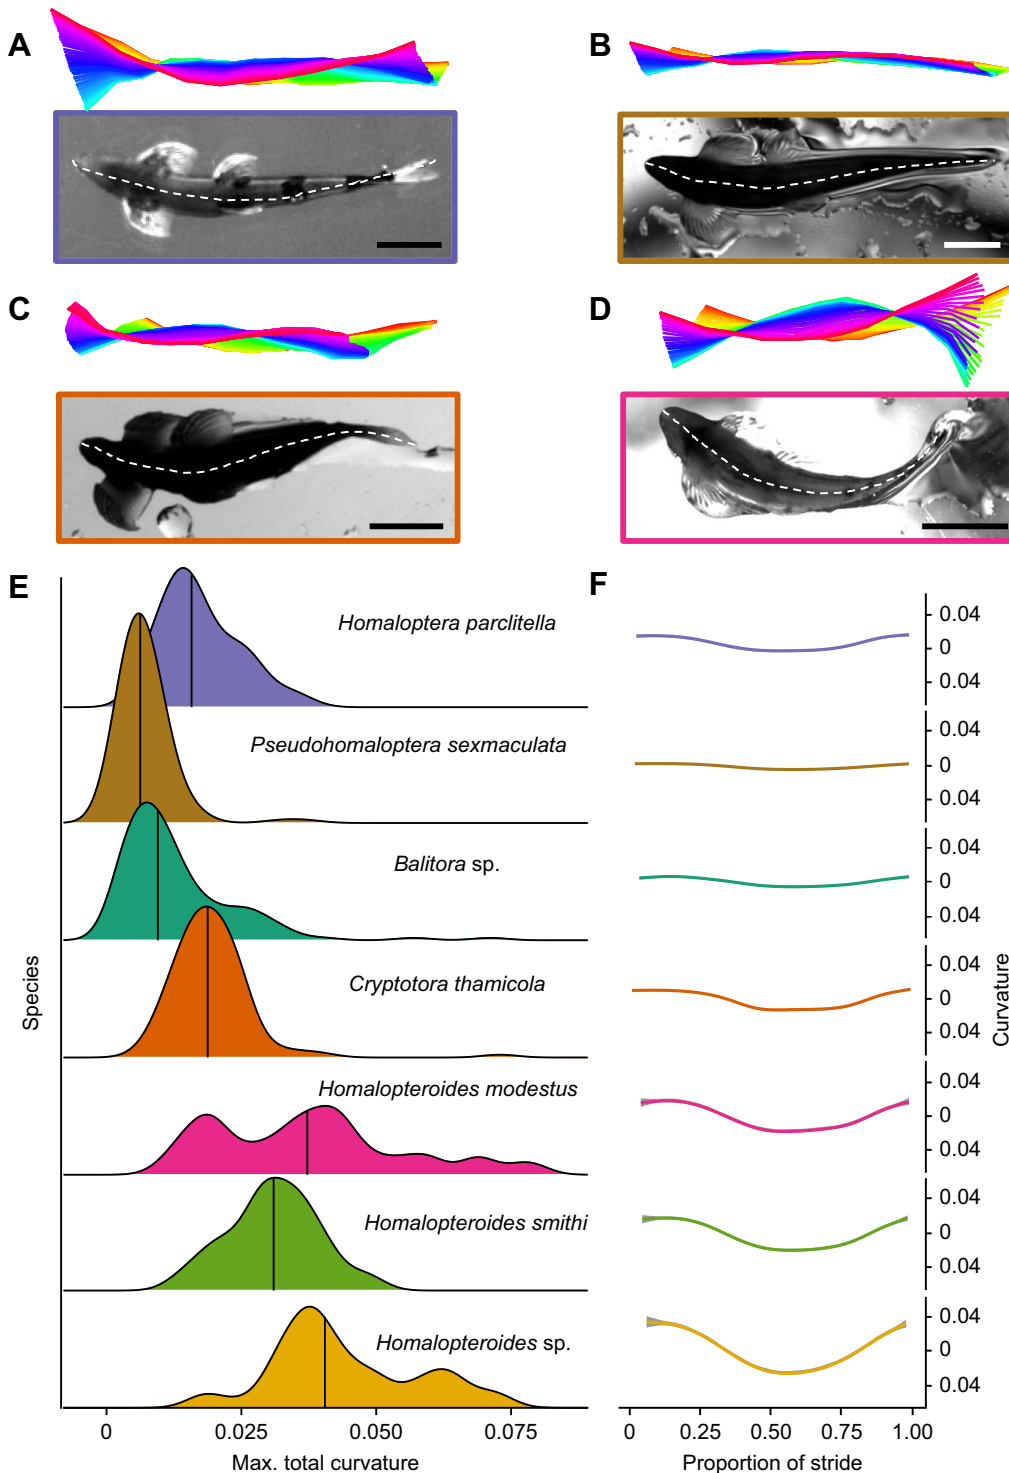 A
B
C
D
E
F
Homaloptera parclitella
0.04
0
0.04
Pseudohomaloptera sexmaculata
0.04
0
0.04
Balitora sp.
0.04
0
0.04
Cryptotora thamicola
0.04
0
0.04
Homalopteroides modestus
0.04
0
0.04
Homalopteroides smithi
0.04
0
0.04
Homalopteroides sp.
0.04
0
0.04
Species
Curvature
0 0.025 0.050 0.075
Max. total curvature
0 0.25 0.50 0.75 1.00
Proportion of stride